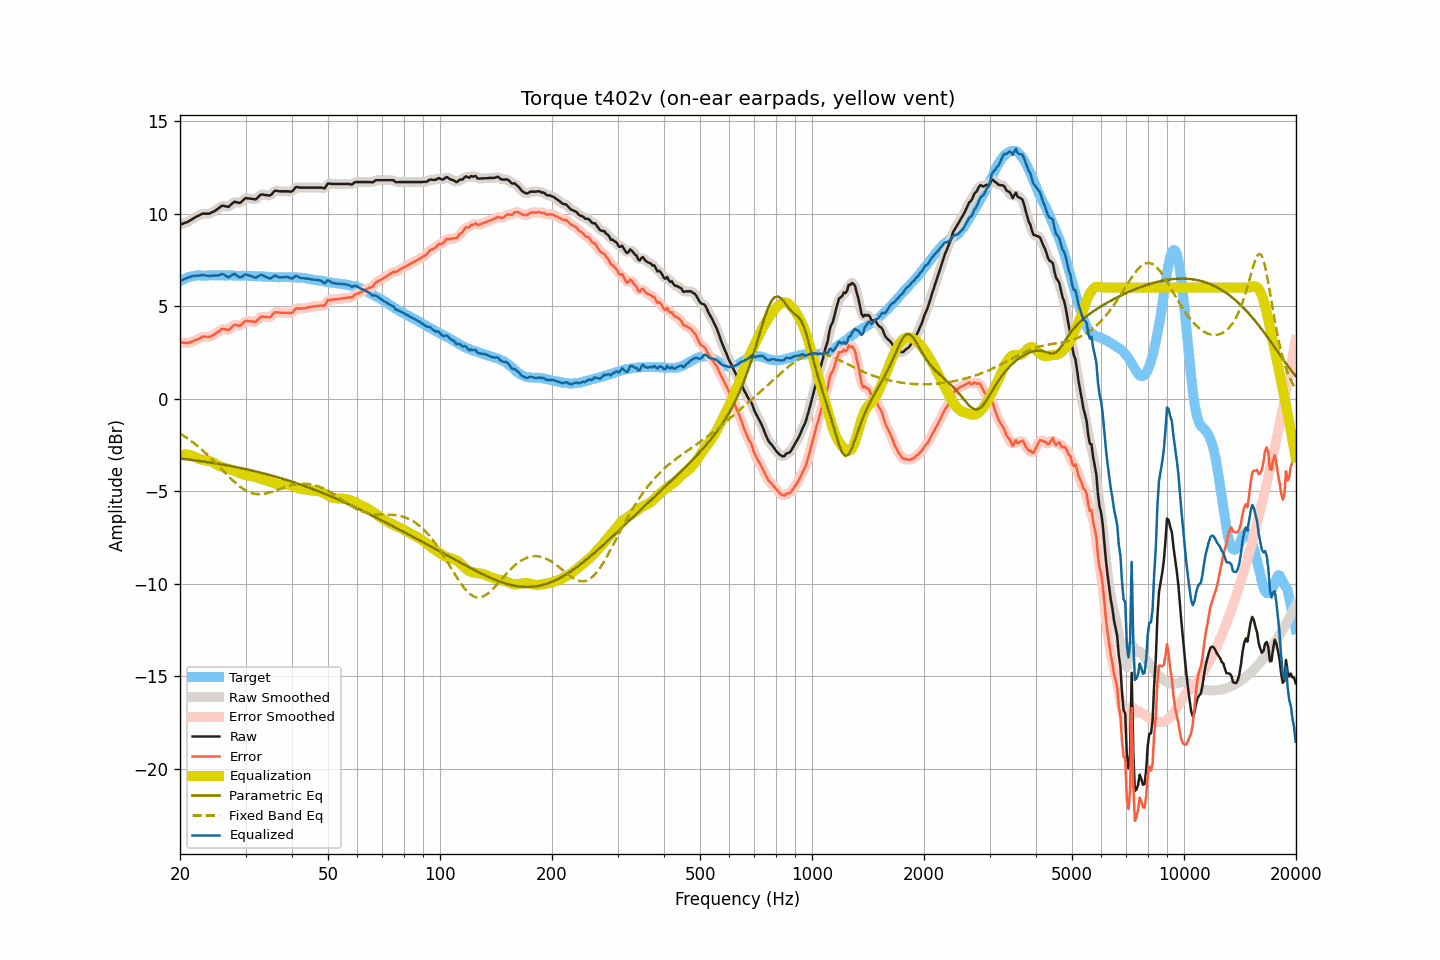 Torque t402v (on-ear earpads, yellow vent)
15
10
5
0
−5
−10
−15
−20
Amplitude (dBr)
Target
Raw Smoothed
Error Smoothed
Raw
Error
Equalization
Parametric Eq
Fixed Band Eq
Equalized
20 50 100 200 500 1000 2000 5000 10000 20000
Frequency (Hz)